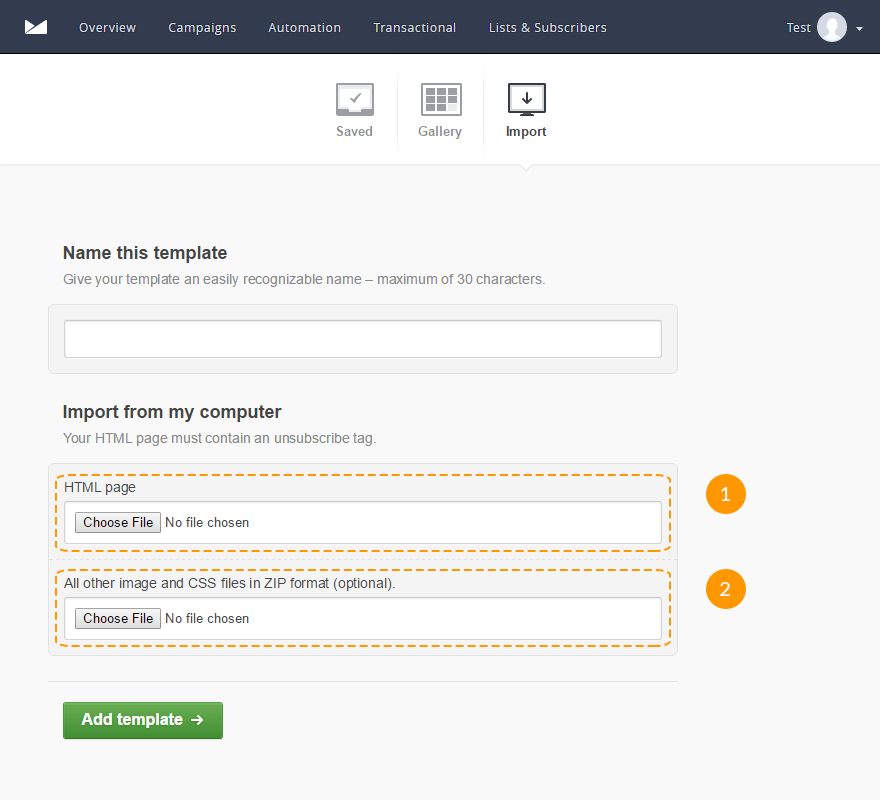 Overview Campaigns Automation Transactional Lists & Subscribers Test
Saved Gallery Import
Name this template
Give your template an easily recognizable name – maximum of 30 characters.
Import from my computer
Your HTML page must contain an unsubscribe tag.
HTML page
1
Choose File No file chosen
All other image and CSS files in ZIP format (optional).
2
Choose File No file chosen
Add template →